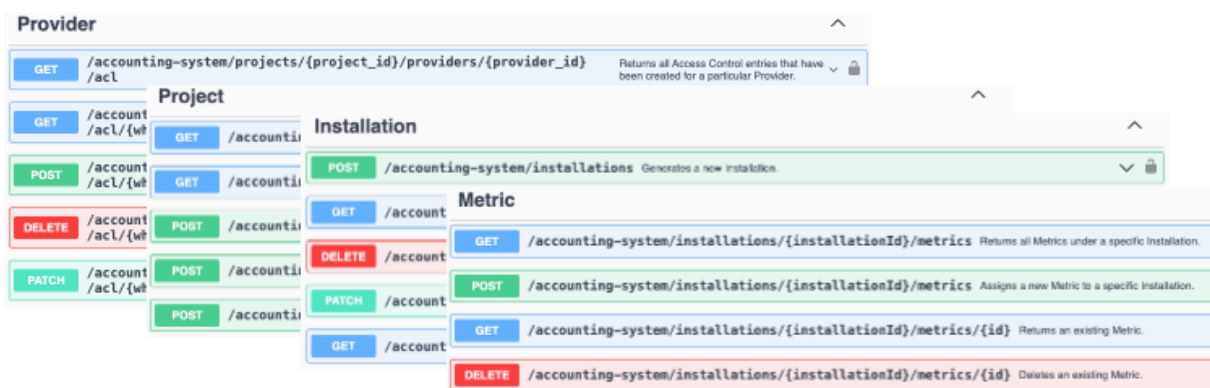 Provider
GET /accounting-system/projects/{project_id}/providers/{provider_id}
/acl
Returns all Access Control entries that have
been created for a particular Provider.
GET /account
/acl/{wh
POST /account
/acl/{wh
DELETE /account
/acl/{wh
PATCH /account
/acl/{wh
Project
GET /accounti
GET /accounti
POST /accounti
POST /accounti
POST /accounti
Installation
POST /accounting-system/installations Generates a new Installation.
GET /account
DELETE /account
PATCH /account
GET /account
Metric
GET /accounting-system/installations/{installationId}/metrics Returns all Metrics under a specific Installation.
POST /accounting-system/installations/{installationId}/metrics Assigns a new Metric to a specific Installation.
GET /accounting-system/installations/{installationId}/metrics/{id} Returns an existing Metric.
DELETE /accounting-system/installations/{installationId}/metrics/{id} Deletes an existing Metric.